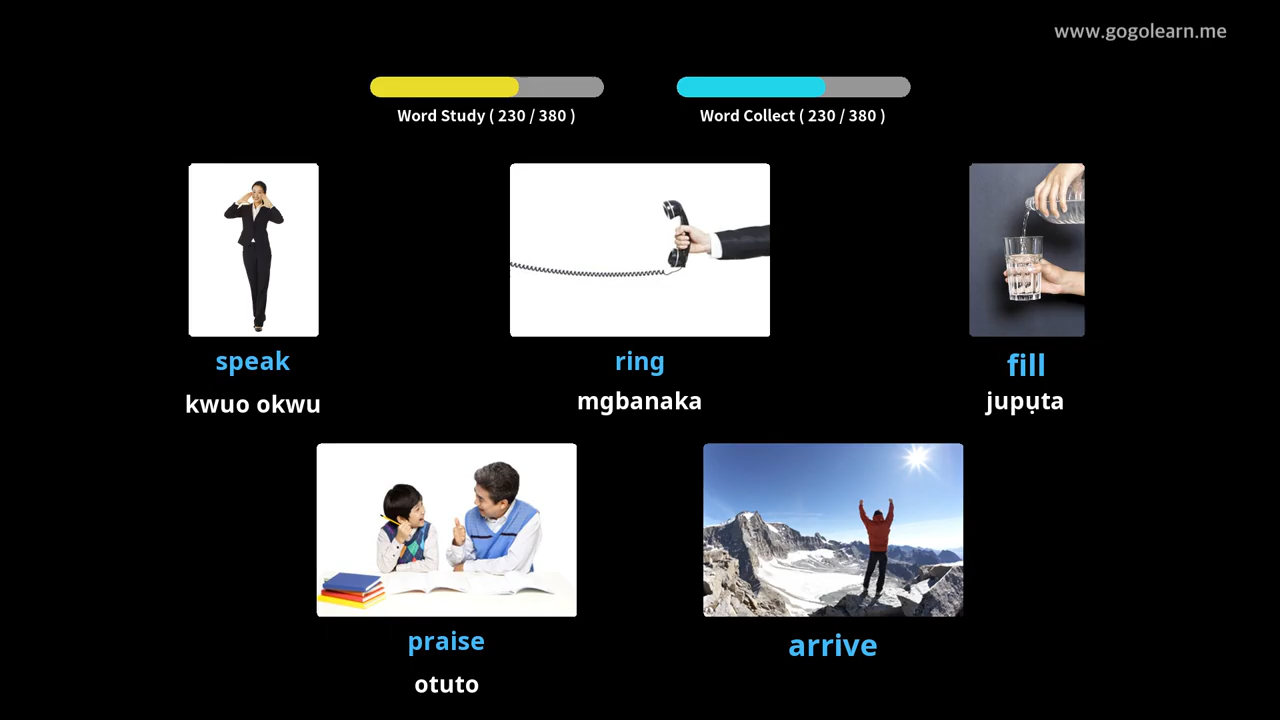 www.gogolearn.me
Word Study ( 230 / 380 )
Word Collect ( 230 / 380 )
speak
kwuo okwu
ring
mgbanaka
fill
jupụta
praise
otuto
arrive